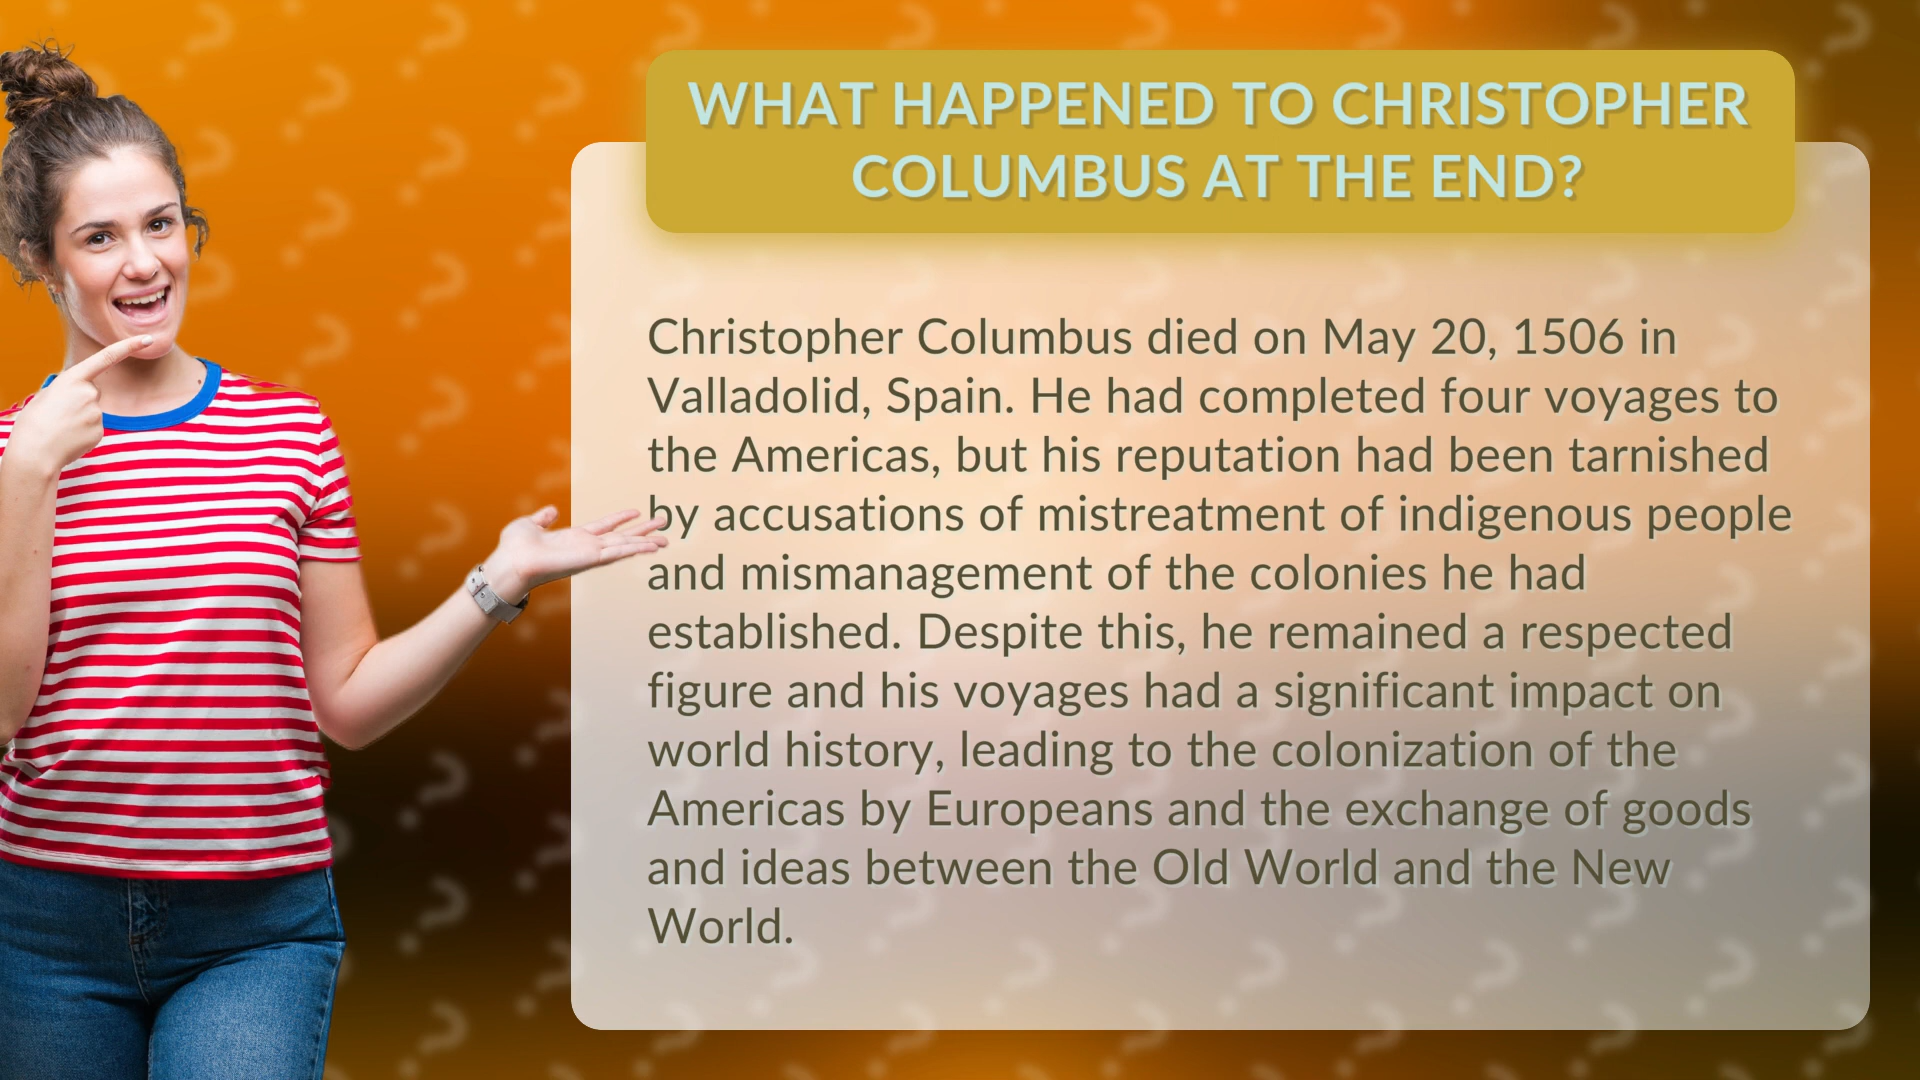 WHAT HAPPENED TO CHRISTOPHER
COLUMBUS AT THE END?
Christopher Columbus died on May 20, 1506 in
Valladolid, Spain. He had completed four voyages to
the Americas, but his reputation had been tarnished
by accusations of mistreatment of indigenous people
and mismanagement of the colonies he had
established. Despite this, he remained a respected
figure and his voyages had a significant impact on
world history, leading to the colonization of the
Americas by Europeans and the exchange of goods
and ideas between the Old World and the New
World.